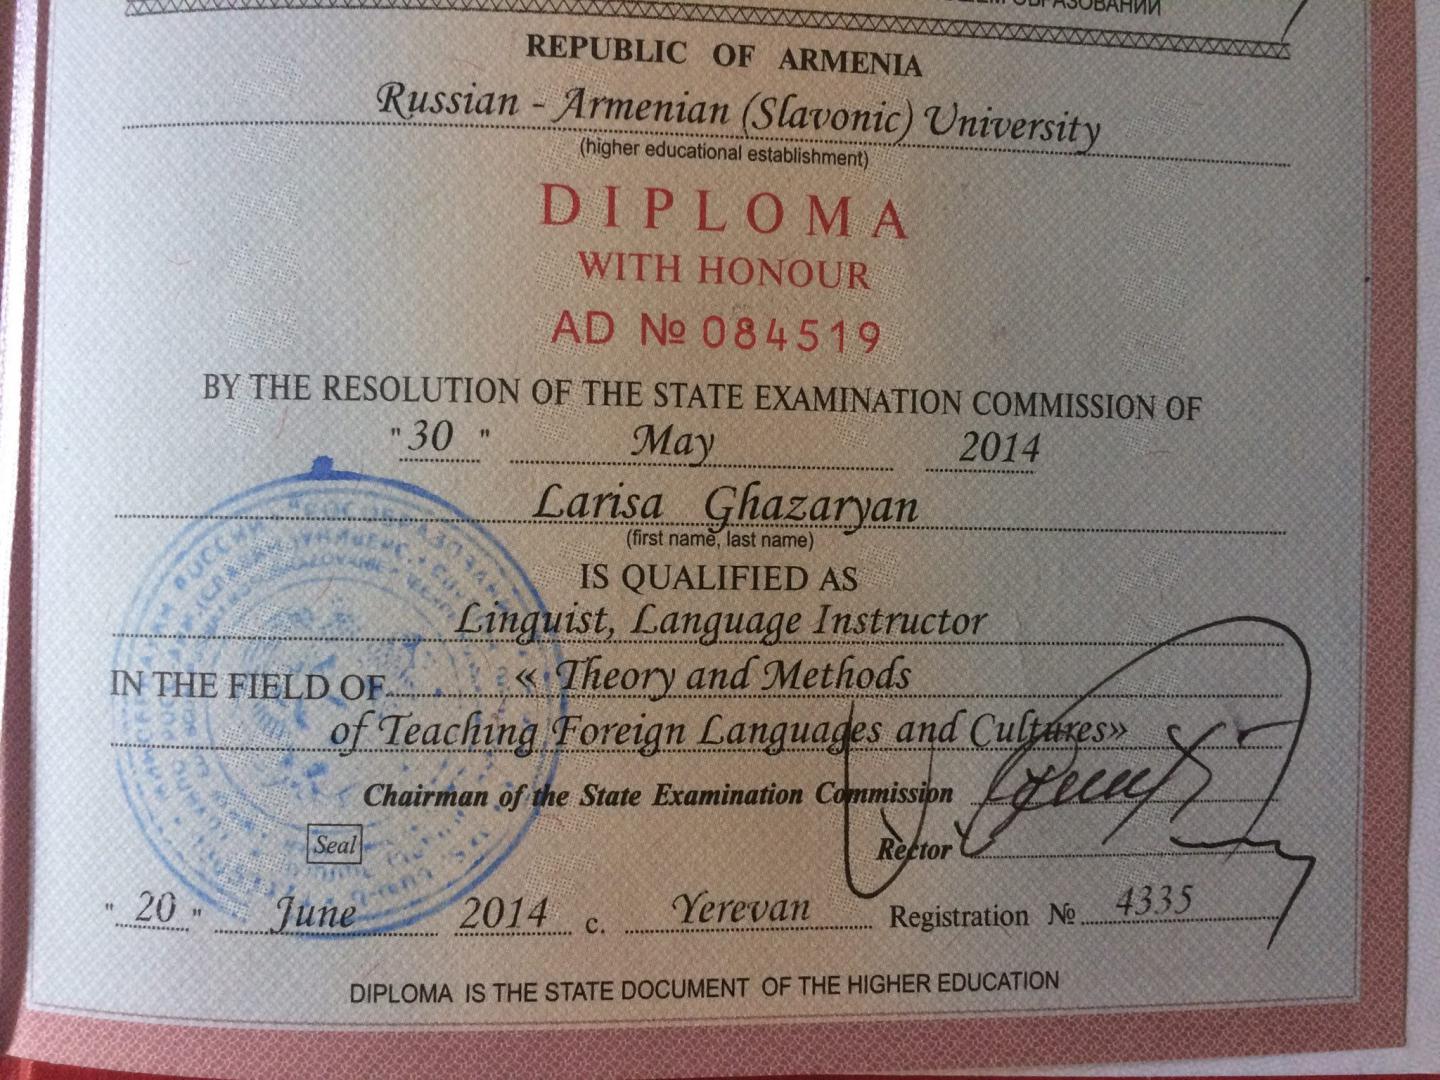 ОБРАЗОВАНИИ
REPUBLIC OF ARMENIA
Russian - Armenian (Slavonic) University
(higher educational establishment)
DIPLOMA
WITH HONOUR
AD № 084519
BY THE RESOLUTION OF THE STATE EXAMINATION COMMISSION OF
"30" May 2014
Larisa Ghazaryan
(first name, last name)
IS QUALIFIED AS
Linguist, Language Instructor
IN THE FIELD OF « Theory and Methods
of Teaching Foreign Languages and Cultures»
Chairman of the State Examination Commission
Seal
Rector
"20" June 2014 c. Yerevan Registration № 4335
DIPLOMA IS THE STATE DOCUMENT OF THE HIGHER EDUCATION